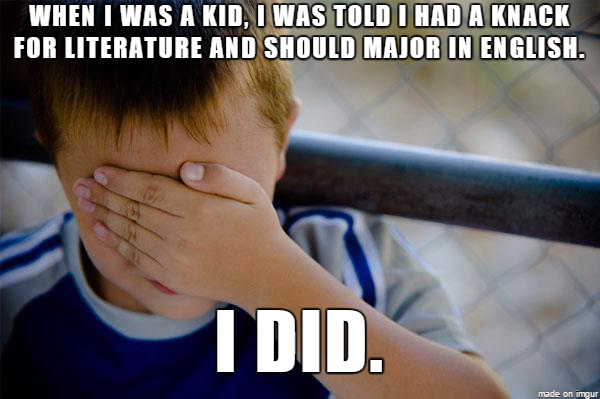 WHEN I WAS A KID, I WAS TOLD I HAD A KNACK
FOR LITERATURE AND SHOULD MAJOR IN ENGLISH.
I DID.
made on imgur